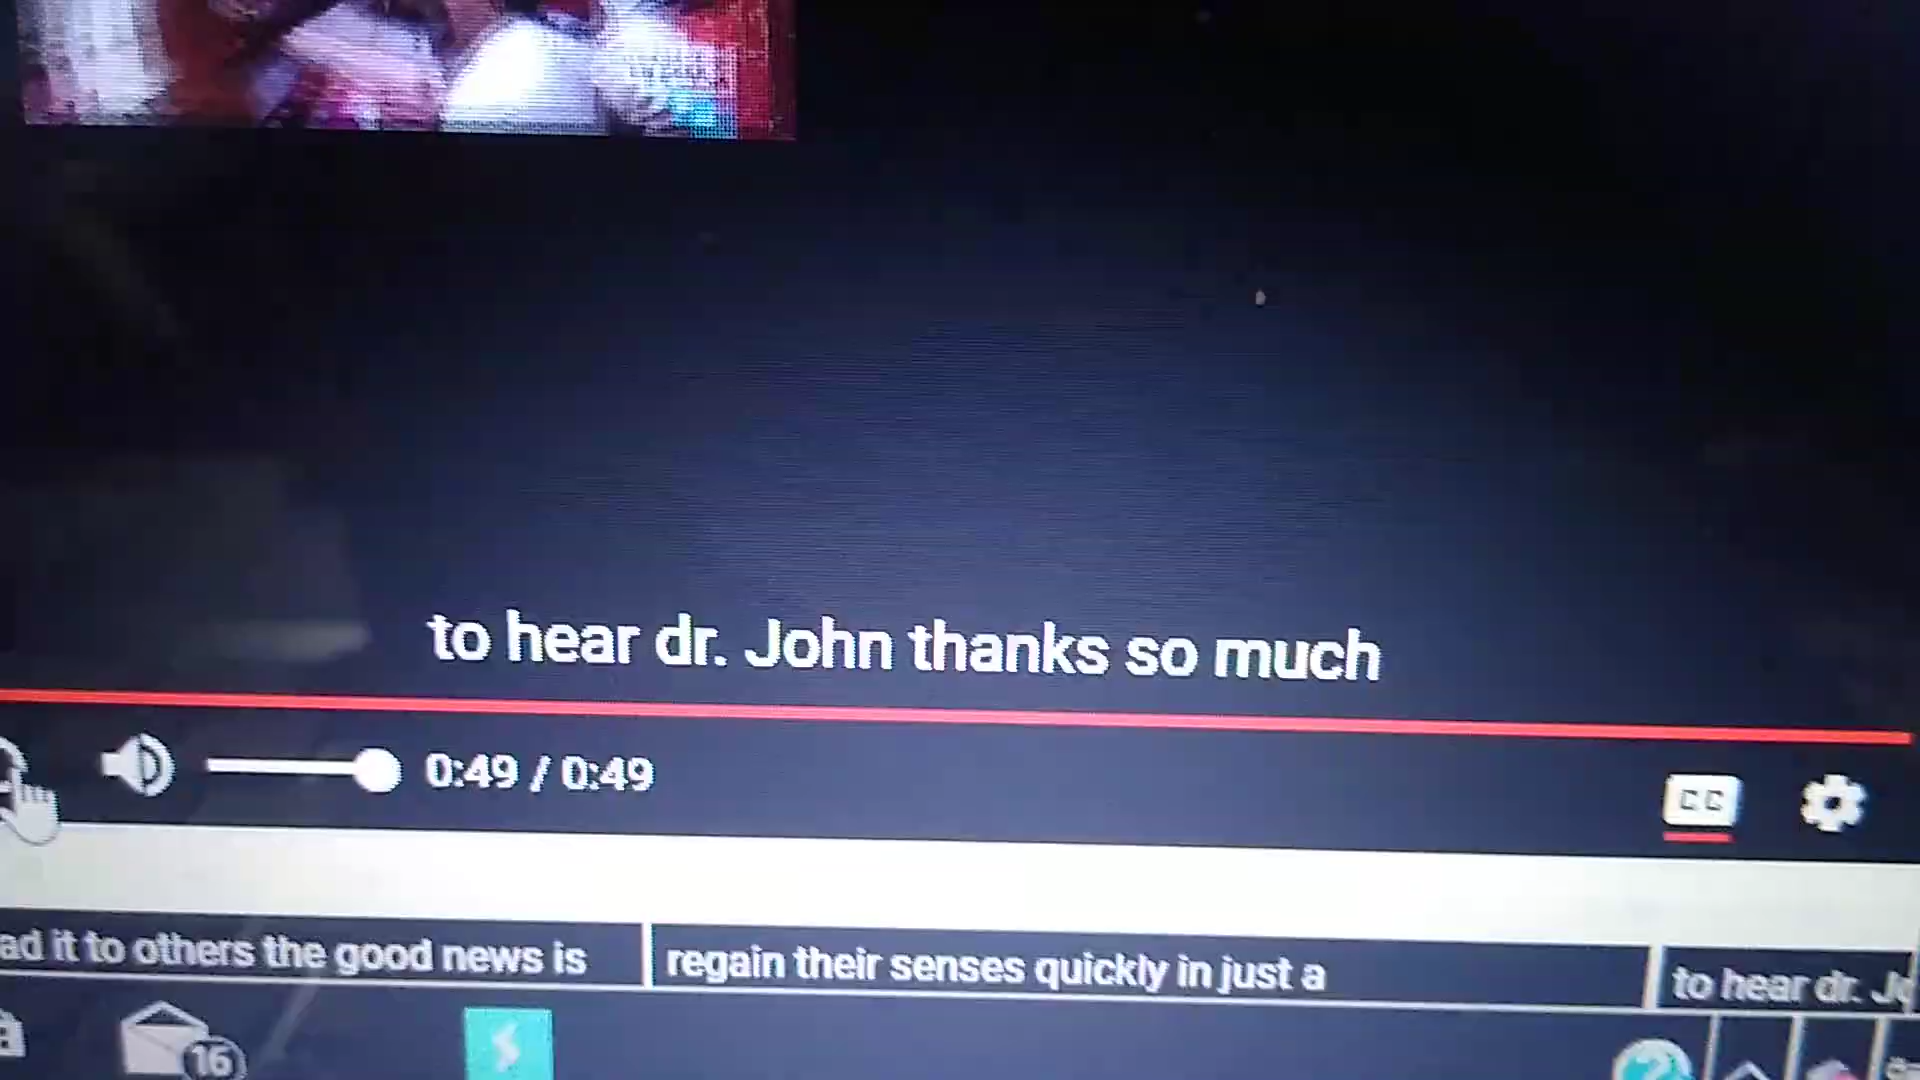 to hear dr. John thanks so much
0:49 / 0:49
CC
ad it to others the good news is
regain their senses quickly in just a
to hear dr.
16